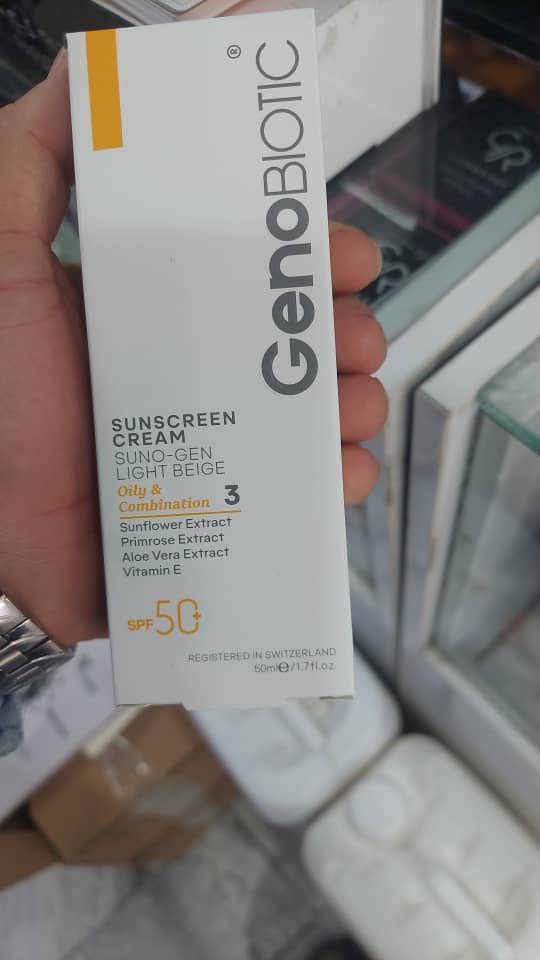 GenoBIOTIC®
SUNSCREEN
CREAM
SUNO-GEN
LIGHT BEIGE
Oily &
Combination 3
Sunflower Extract
Primrose Extract
Aloe Vera Extract
Vitamin E
SPF50+
REGISTERED IN SWITZERLAND
50ml℮/1.7fl.oz.
GR